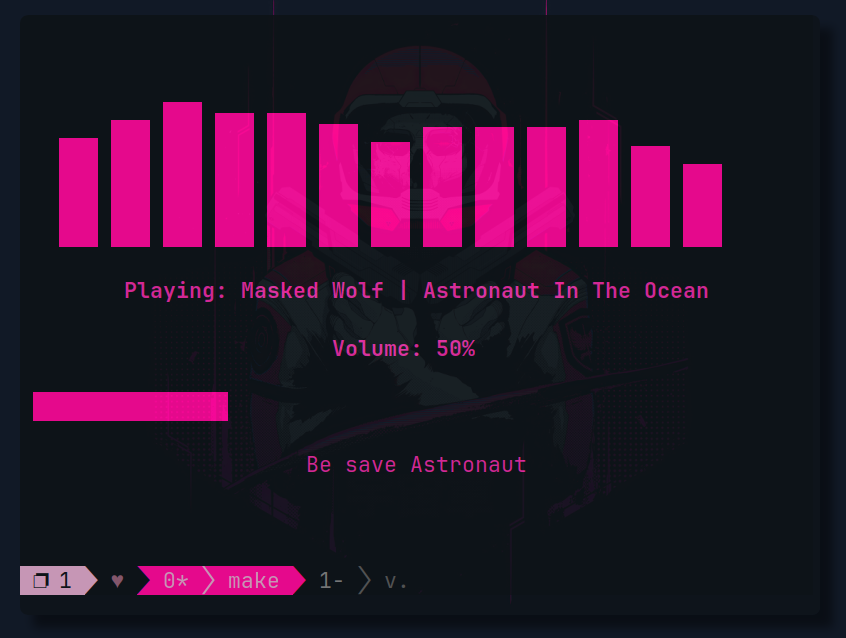 Playing: Masked Wolf | Astronaut In The Ocean
Volume: 50%
Be save Astronaut
❐ 1 ♥ 0* make 1- v.